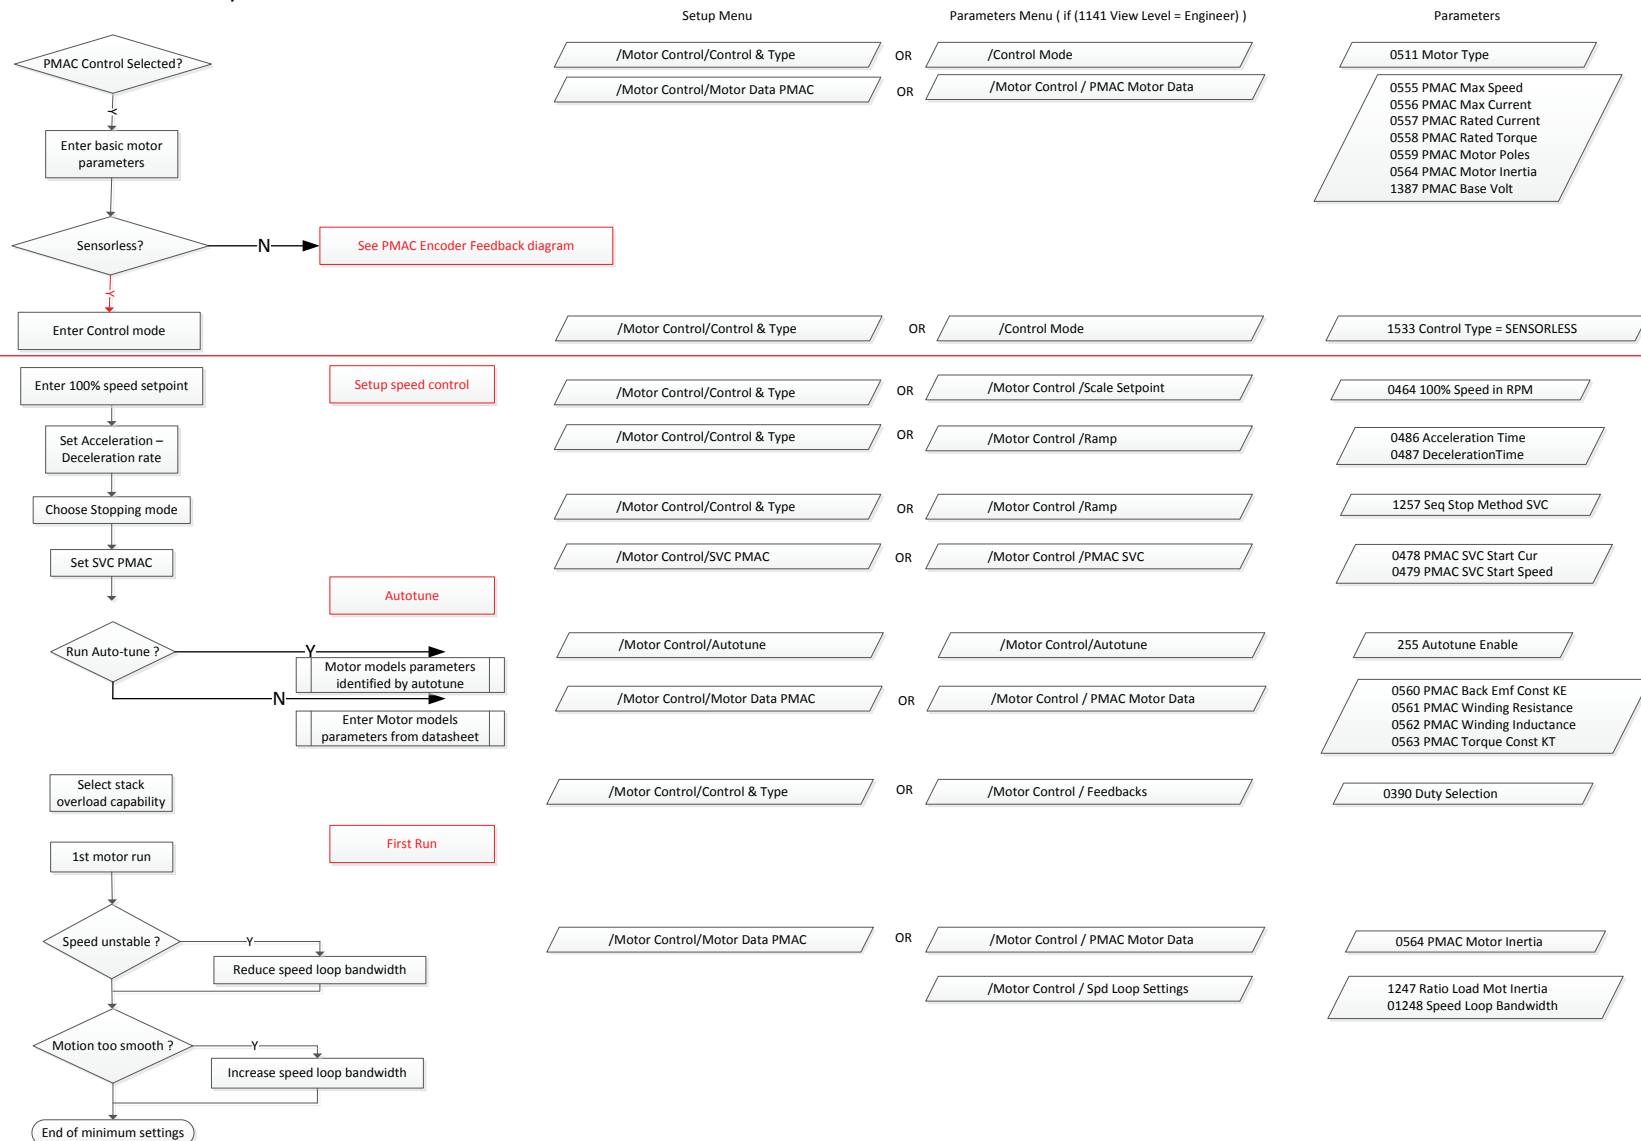 Setup Menu
Parameters Menu ( if (1141 View Level = Engineer) )
Parameters
PMAC Control Selected?
/Motor Control/Control & Type
OR
/Control Mode
0511 Motor Type
/Motor Control/Motor Data PMAC
OR
/Motor Control / PMAC Motor Data
0555 PMAC Max Speed
0556 PMAC Max Current
0557 PMAC Rated Current
0558 PMAC Rated Torque
0559 PMAC Motor Poles
0564 PMAC Motor Inertia
1387 PMAC Base Volt
Y
Enter basic motor
parameters
Sensorless?
N
See PMAC Encoder Feedback diagram
Y
Enter Control mode
/Motor Control/Control & Type
OR
/Control Mode
1533 Control Type = SENSORLESS
Enter 100% speed setpoint
Setup speed control
/Motor Control/Control & Type
OR
/Motor Control /Scale Setpoint
0464 100% Speed in RPM
Set Acceleration –
Deceleration rate
/Motor Control/Control & Type
OR
/Motor Control /Ramp
0486 Acceleration Time
0487 DecelerationTime
Choose Stopping mode
/Motor Control/Control & Type
OR
/Motor Control /Ramp
1257 Seq Stop Method SVC
Set SVC PMAC
/Motor Control/SVC PMAC
OR
/Motor Control /PMAC SVC
0478 PMAC SVC Start Cur
0479 PMAC SVC Start Speed
Autotune
Run Auto-tune ?
Y
Motor models parameters
identified by autotune
/Motor Control/Autotune
/Motor Control/Autotune
255 Autotune Enable
N
Enter Motor models
parameters from datasheet
/Motor Control/Motor Data PMAC
OR
/Motor Control / PMAC Motor Data
0560 PMAC Back Emf Const KE
0561 PMAC Winding Resistance
0562 PMAC Winding Inductance
0563 PMAC Torque Const KT
Select stack
overload capability
/Motor Control/Control & Type
OR
/Motor Control / Feedbacks
0390 Duty Selection
First Run
1st motor run
Speed unstable ?
Y
Reduce speed loop bandwidth
/Motor Control/Motor Data PMAC
OR
/Motor Control / PMAC Motor Data
0564 PMAC Motor Inertia
/Motor Control / Spd Loop Settings
1247 Ratio Load Mot Inertia
01248 Speed Loop Bandwidth
Motion too smooth ?
Y
Increase speed loop bandwidth
End of minimum settings